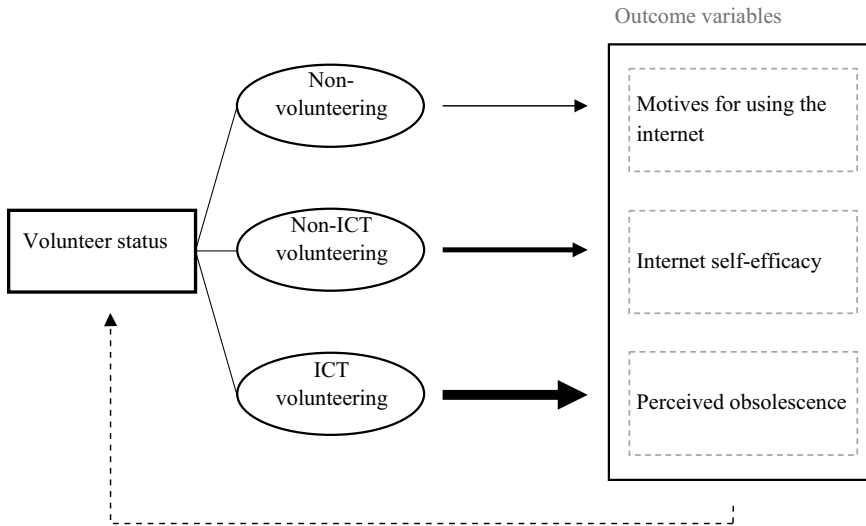 Outcome variables
Non-
volunteering
Motives for using the
internet
Volunteer status
Non-ICT
volunteering
Internet self-efficacy
ICT
volunteering
Perceived obsolescence